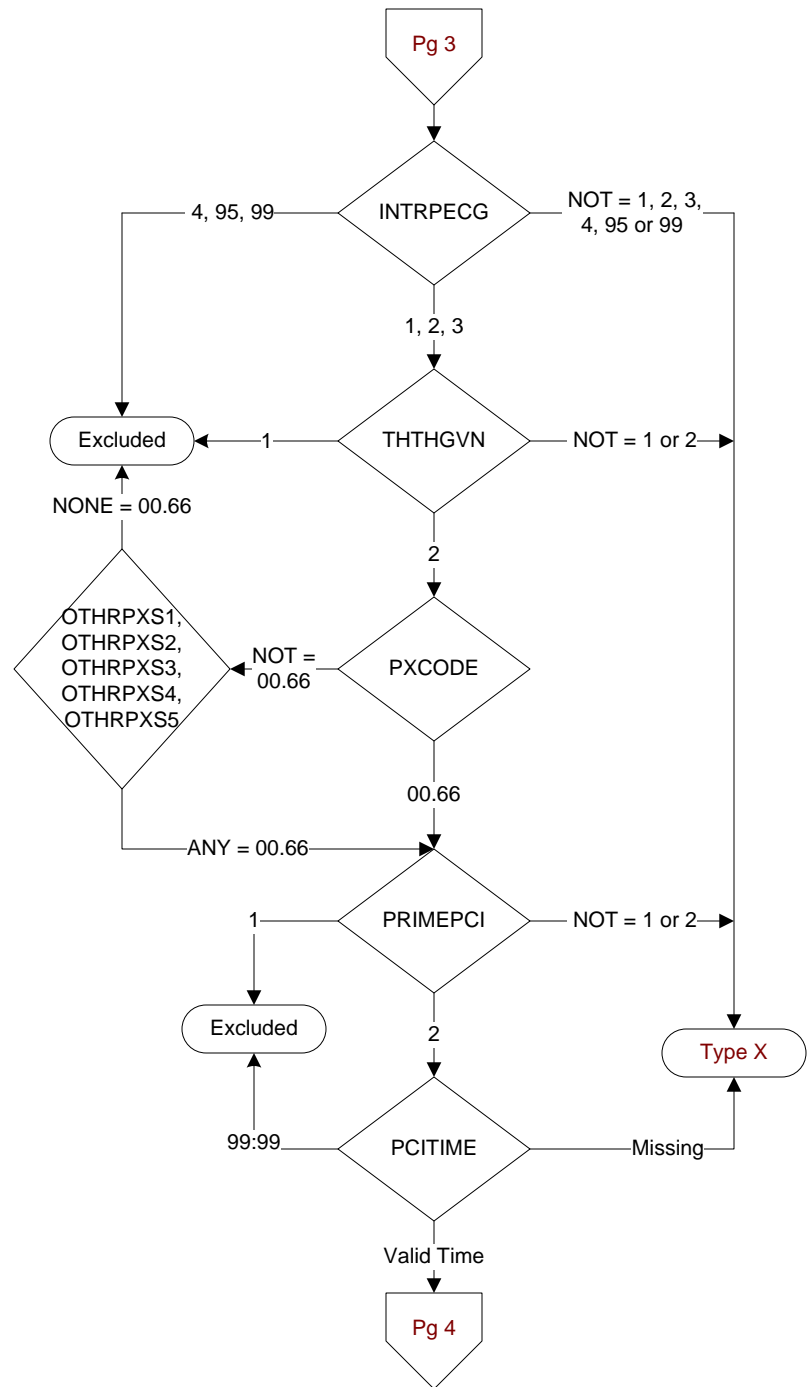 Pg 3
INTRPECG
4, 95, 99
NOT = 1, 2, 3,
4, 95 or 99
1, 2, 3
Excluded
1
THTHGVN
NOT = 1 or 2
NONE = 00.66
2
OTHRPXS1,
OTHRPXS2,
OTHRPXS3,
OTHRPXS4,
OTHRPXS5
NOT =
00.66
PXCODE
00.66
ANY = 00.66
1
PRIMEPCI
NOT = 1 or 2
Excluded
2
Type X
99:99
PCITIME
Missing
Valid Time
Pg 4